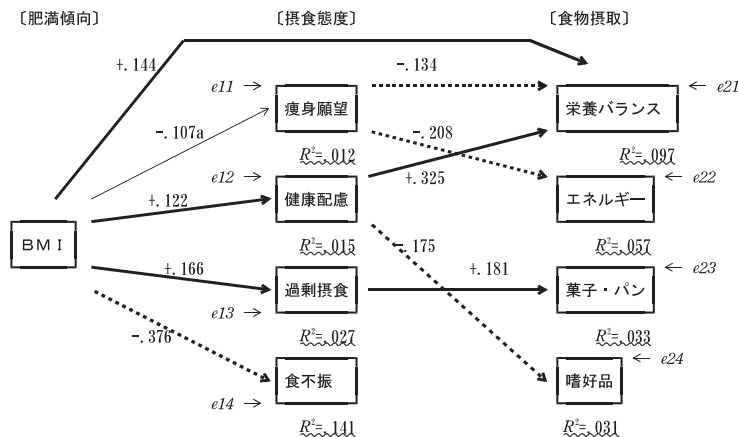 〔肥満傾向〕 〔摂食態度〕 〔食物摂取〕
+.144
-.134
e11
e21
痩身願望
栄養バランス
-.107a
-.208
R²=.012
R²=.097
e12
+.325
e22
+.122
健康配慮
エネルギー
BMI
R²=.015
-.175
R²=.057
+.166
+.181
e23
過剰摂食
菓子・パン
e13
R²=.027
R²=.033
-.376
e24
食不振
嗜好品
e14
R²=.141
R²=.031